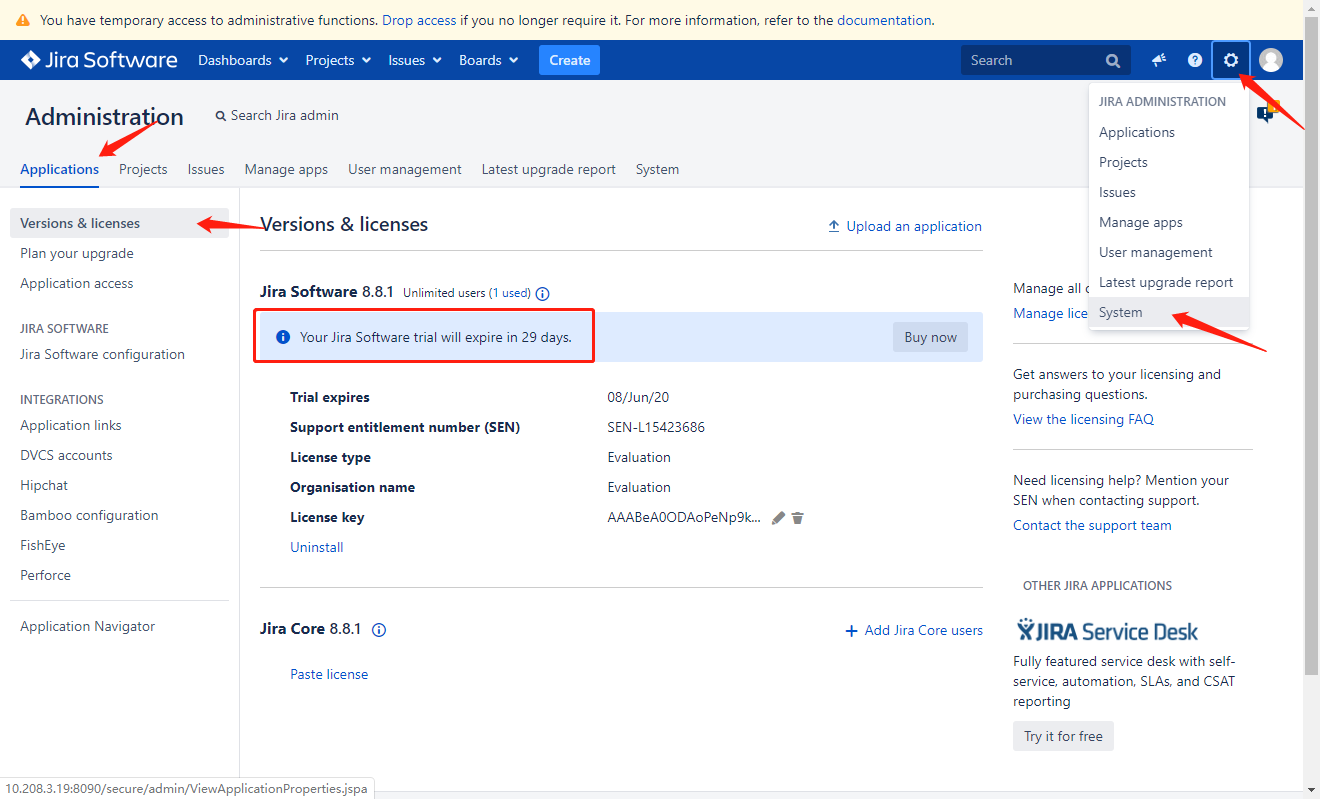 You have temporary access to administrative functions. Drop access if you no longer require it. For more information, refer to the documentation.
Jira Software Dashboards Projects Issues Boards Create Search
Administration
Search Jira admin
Applications Projects Issues Manage apps User management Latest upgrade report System
JIRA ADMINISTRATION
Applications
Projects
Issues
Manage apps
User management
Latest upgrade report
System
Versions & licenses
Plan your upgrade
Application access
JIRA SOFTWARE
Jira Software configuration
INTEGRATIONS
Application links
DVCS accounts
Hipchat
Bamboo configuration
FishEye
Perforce
Application Navigator
Versions & licenses
Upload an application
Jira Software 8.8.1 Unlimited users (1 used)
Your Jira Software trial will expire in 29 days.
Buy now
Trial expires 08/Jun/20
Support entitlement number (SEN) SEN-L15423686
License type Evaluation
Organisation name Evaluation
License key AAABeA0ODAoPeNp9k...
Uninstall
Jira Core 8.8.1
Add Jira Core users
Paste license
Manage all
Manage lice
Get answers to your licensing and
purchasing questions.
View the licensing FAQ
Need licensing help? Mention your
SEN when contacting support.
Contact the support team
OTHER JIRA APPLICATIONS
JIRA Service Desk
Fully featured service desk with self-
service, automation, SLAs, and CSAT
reporting
Try it for free
10.208.3.19:8090/secure/admin/ViewApplicationProperties.jspa